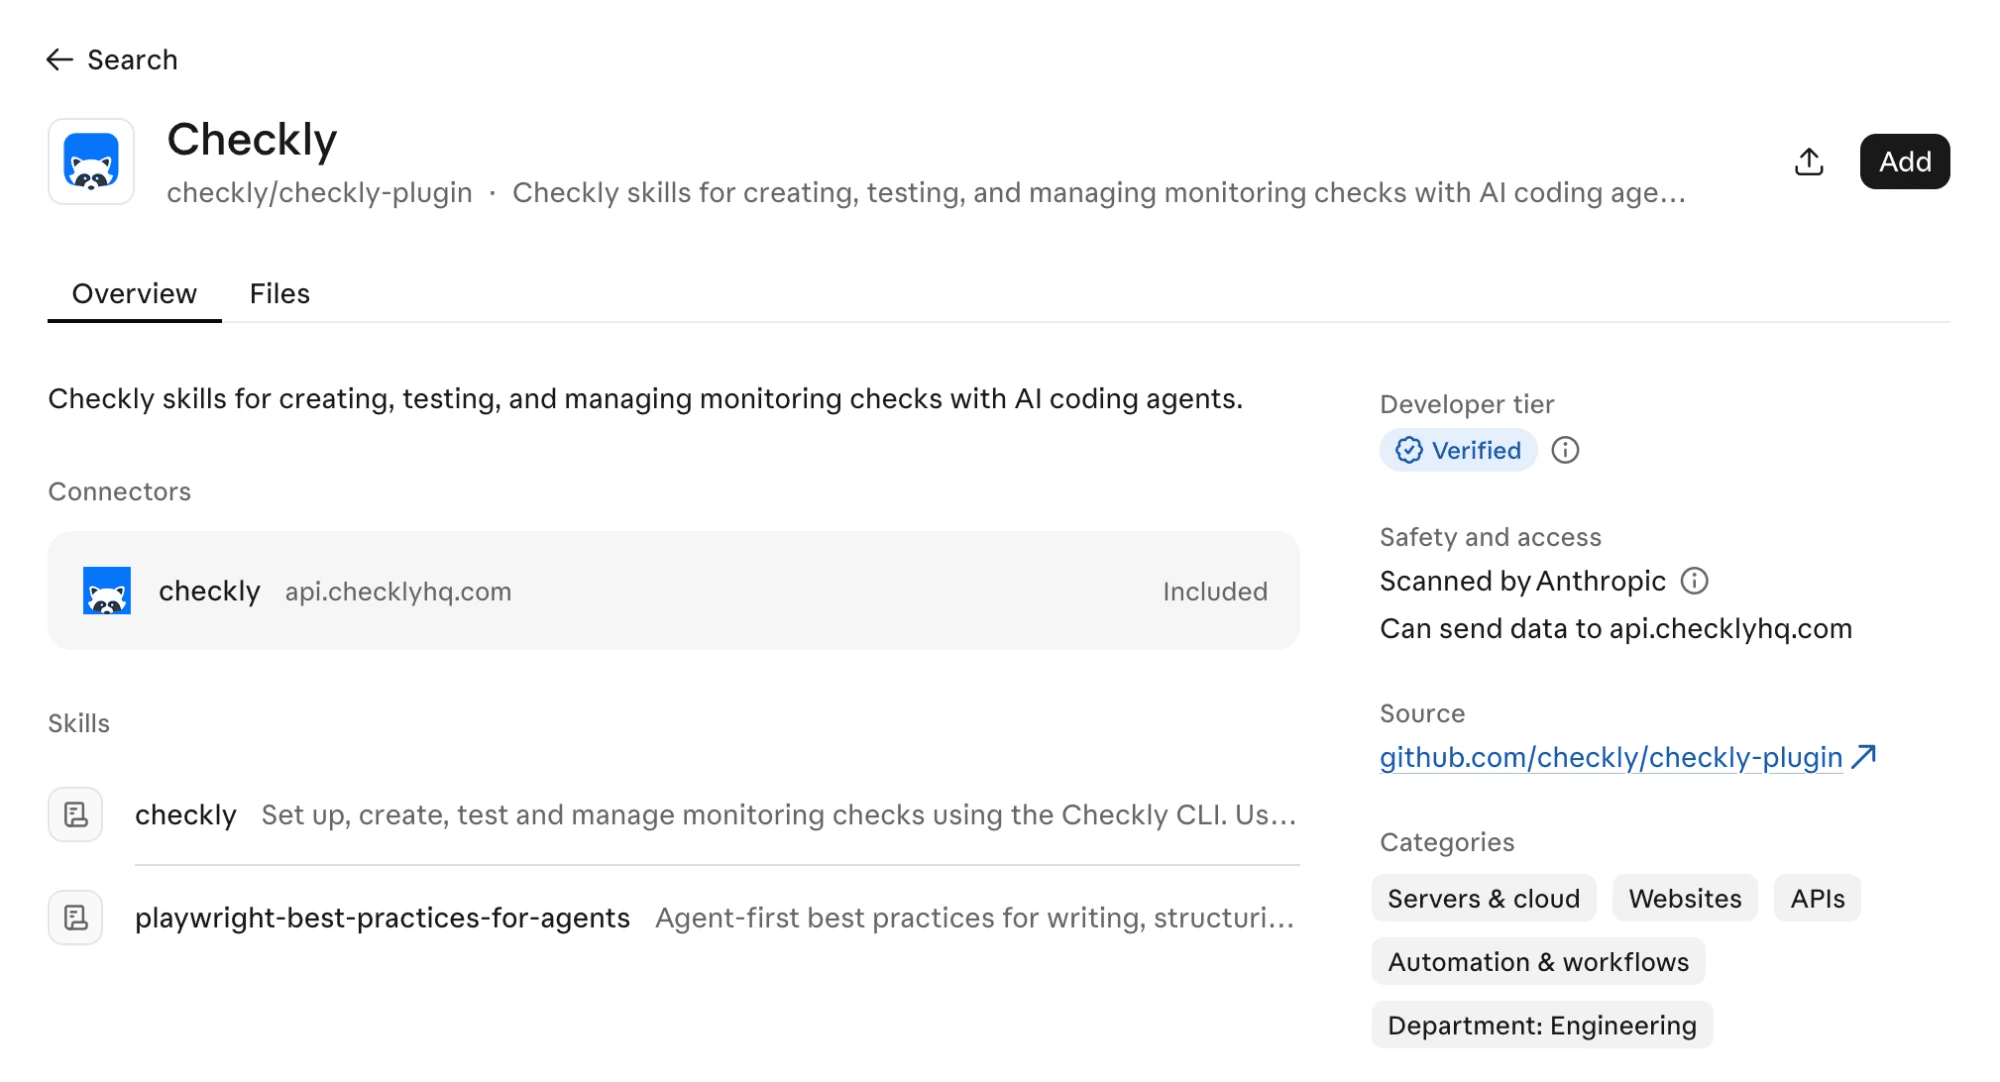 Search
Checkly
checkly/checkly-plugin · Checkly skills for creating, testing, and managing monitoring checks with AI coding age...
Add
Overview
Files
Checkly skills for creating, testing, and managing monitoring checks with AI coding agents.
Connectors
checkly api.checklyhq.com Included
Skills
checkly Set up, create, test and manage monitoring checks using the Checkly CLI. Us...
playwright-best-practices-for-agents Agent-first best practices for writing, structuri...
Developer tier
Verified
Safety and access
Scanned by Anthropic
Can send data to api.checklyhq.com
Source
github.com/checkly/checkly-plugin
Categories
Servers & cloud Websites APIs
Automation & workflows
Department: Engineering